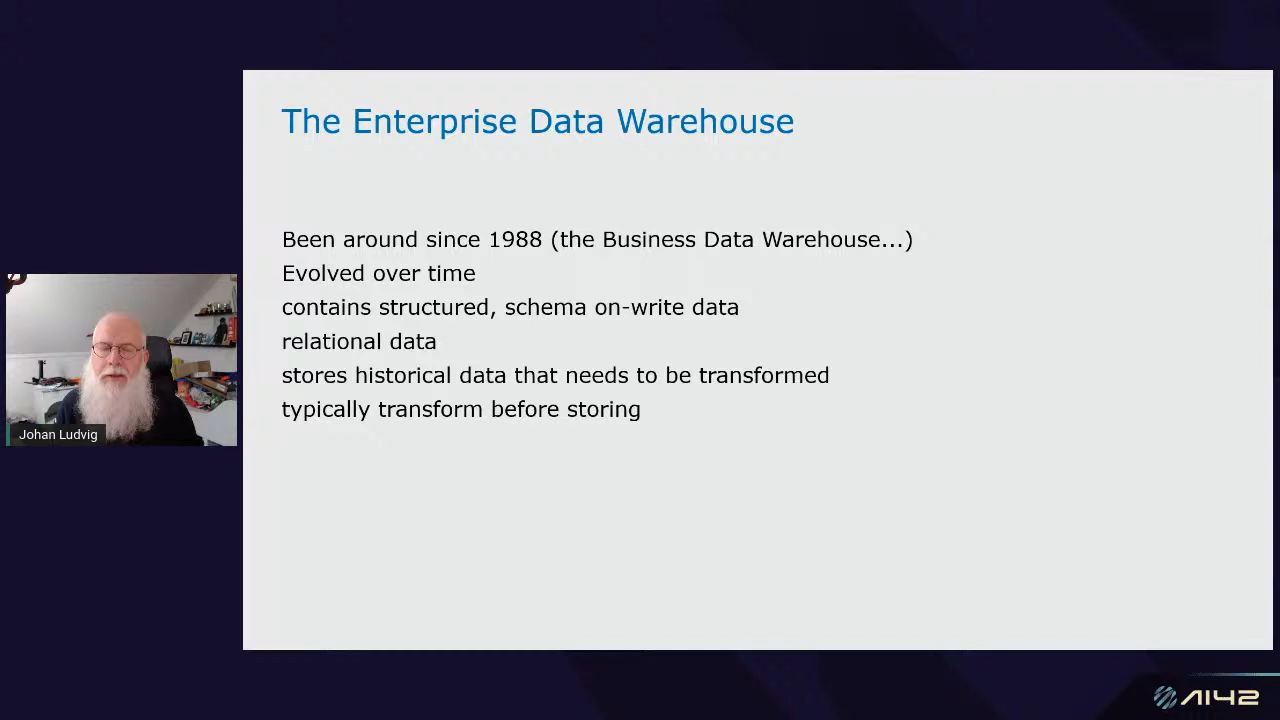 The Enterprise Data Warehouse
Been around since 1988 (the Business Data Warehouse...)
Evolved over time
contains structured, schema on-write data
relational data
stores historical data that needs to be transformed
typically transform before storing
Johan Ludvig
AI42